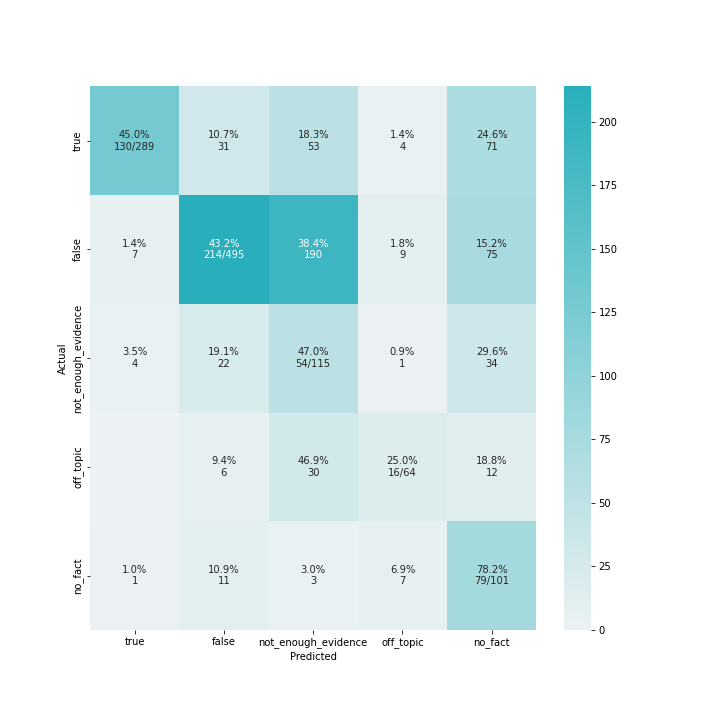 45.0% 10.7% 18.3% 1.4% 24.6%
130/289 31 53 4 71
true
1.4% 43.2% 38.4% 1.8% 15.2%
7 214/495 190 9 75
false
3.5% 19.1% 47.0% 0.9% 29.6%
4 22 54/115 1 34
not_enough_evidence
Actual
9.4% 46.9% 25.0% 18.8%
6 30 16/64 12
off_topic
1.0% 10.9% 3.0% 6.9% 78.2%
1 11 3 7 79/101
no_fact
true false not_enough_evidence off_topic no_fact
Predicted
200
175
150
125
100
75
50
25
0